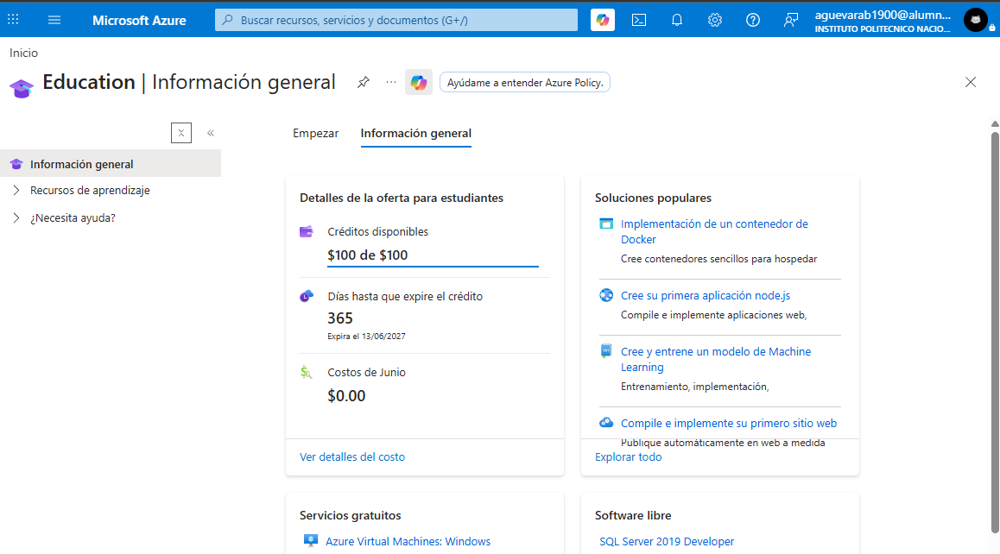 Microsoft Azure
Buscar recursos, servicios y documentos (G+/)
aguevarab1900@alumn...
INSTITUTO POLITECNICO NACIO...
Inicio
Education | Información general
... Ayúdame a entender Azure Policy.
Empezar
Información general
Información general
Recursos de aprendizaje
¿Necesita ayuda?
Detalles de la oferta para estudiantes
Créditos disponibles
$100 de $100
Días hasta que expire el crédito
365
Expira el 13/06/2027
Costos de Junio
$0.00
Ver detalles del costo
Soluciones populares
Implementación de un contenedor de
Docker
Cree contenedores sencillos para hospedar
Cree su primera aplicación node.js
Compile e implemente aplicaciones web,
Cree y entrene un modelo de Machine
Learning
Entrenamiento, implementación,
Compile e implemente su primero sitio web
Publique automáticamente en web a medida
Explorar todo
Servicios gratuitos
Azure Virtual Machines: Windows
Software libre
SQL Server 2019 Developer